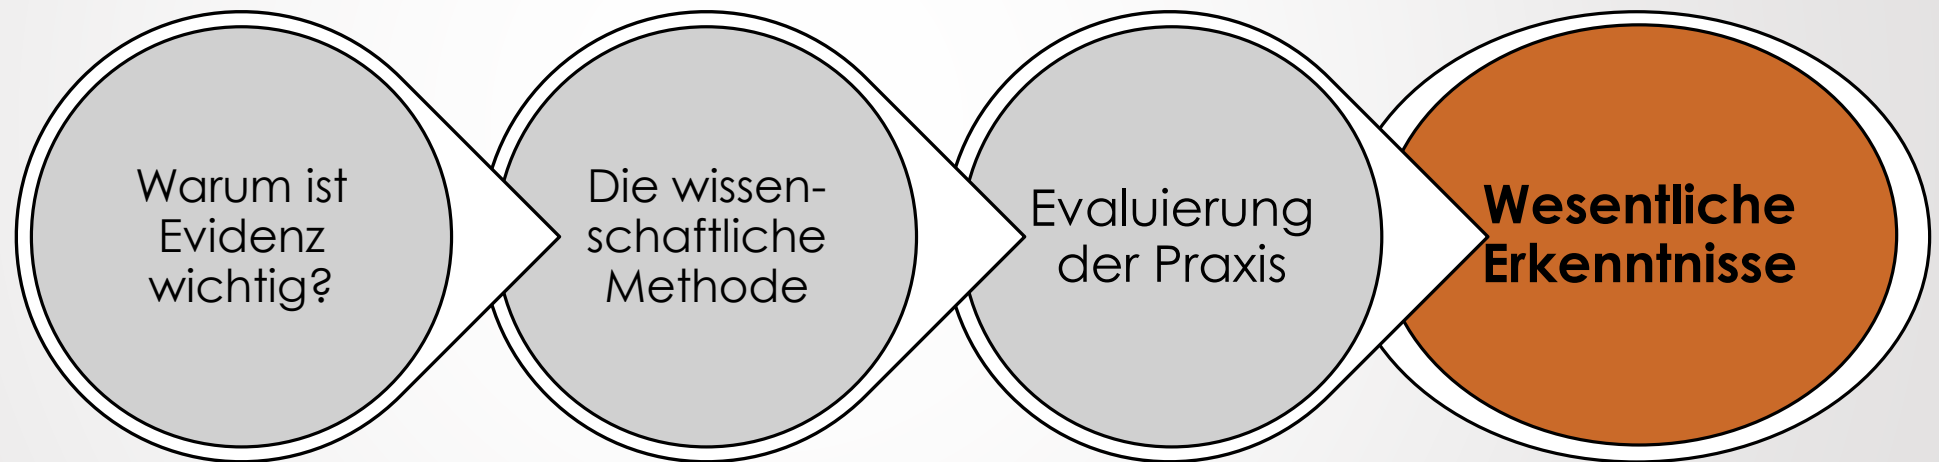 Warum ist
Evidenz
wichtig?
Die wissen-
schaftliche
Methode
Evaluierung
der Praxis
Wesentliche
Erkenntnisse